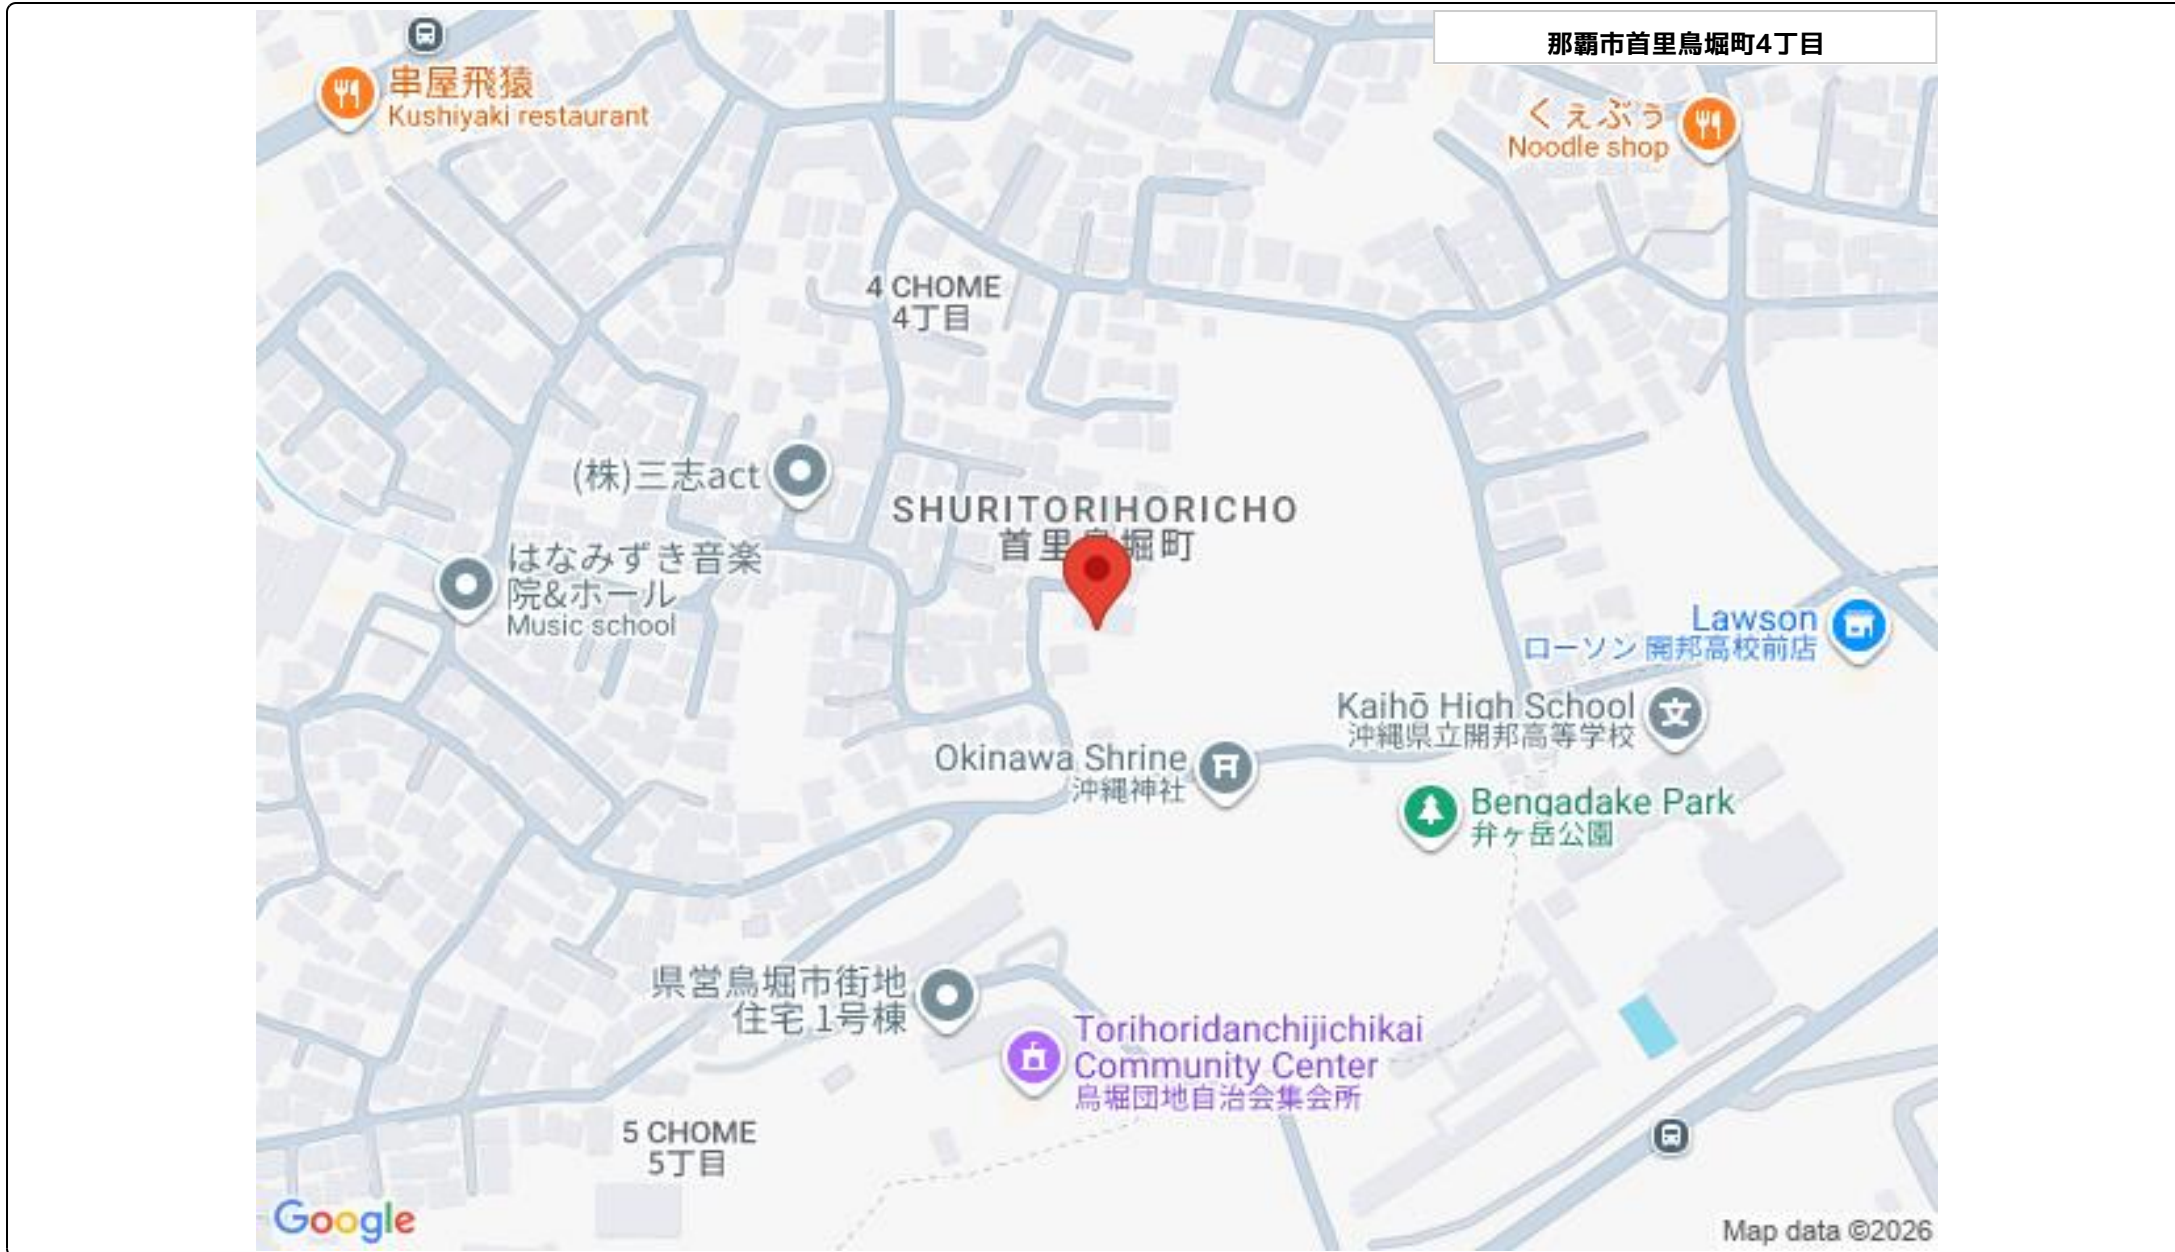 那覇市首里鳥堀町4丁目
串屋飛猿
Kushiyaki restaurant
くぇぶぅ
Noodle shop
4 CHOME
4丁目
(株)三志act
SHURITORIHORICHO
首里鳥堀町
はなみずき音楽
院&ホール
Music school
Lawson
ローソン 開邦高校前店
Kaihō High School
沖縄県立開邦高等学校
Okinawa Shrine
沖縄神社
Bengadake Park
弁ヶ岳公園
県営鳥堀市街地
住宅 1号棟
Torihoridanchijichikai
Community Center
鳥堀団地自治会集会所
5 CHOME
5丁目
Google
Map data ©2026